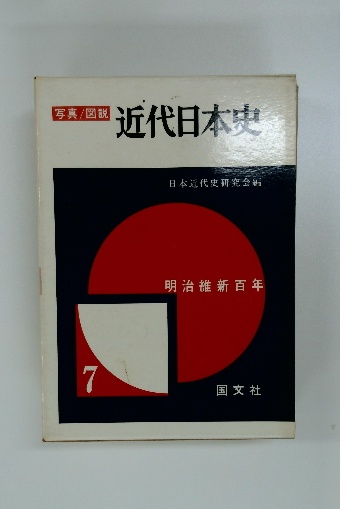 写真/図説 近代日本史
日本近代史研究会編
明治維新百年
7
国文社